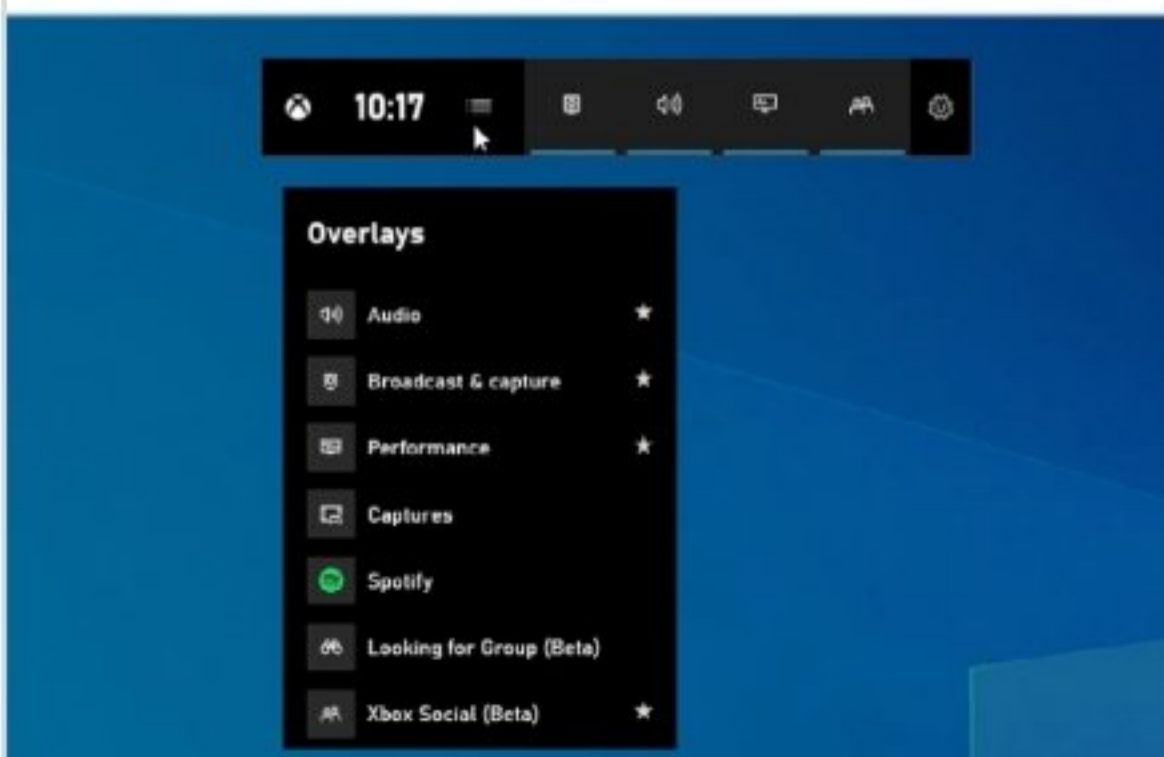 10:17
Overlays
Audio
Broadcast & capture
Performance
Captures
Spotify
Looking for Group (Beta)
Xbox Social (Beta)